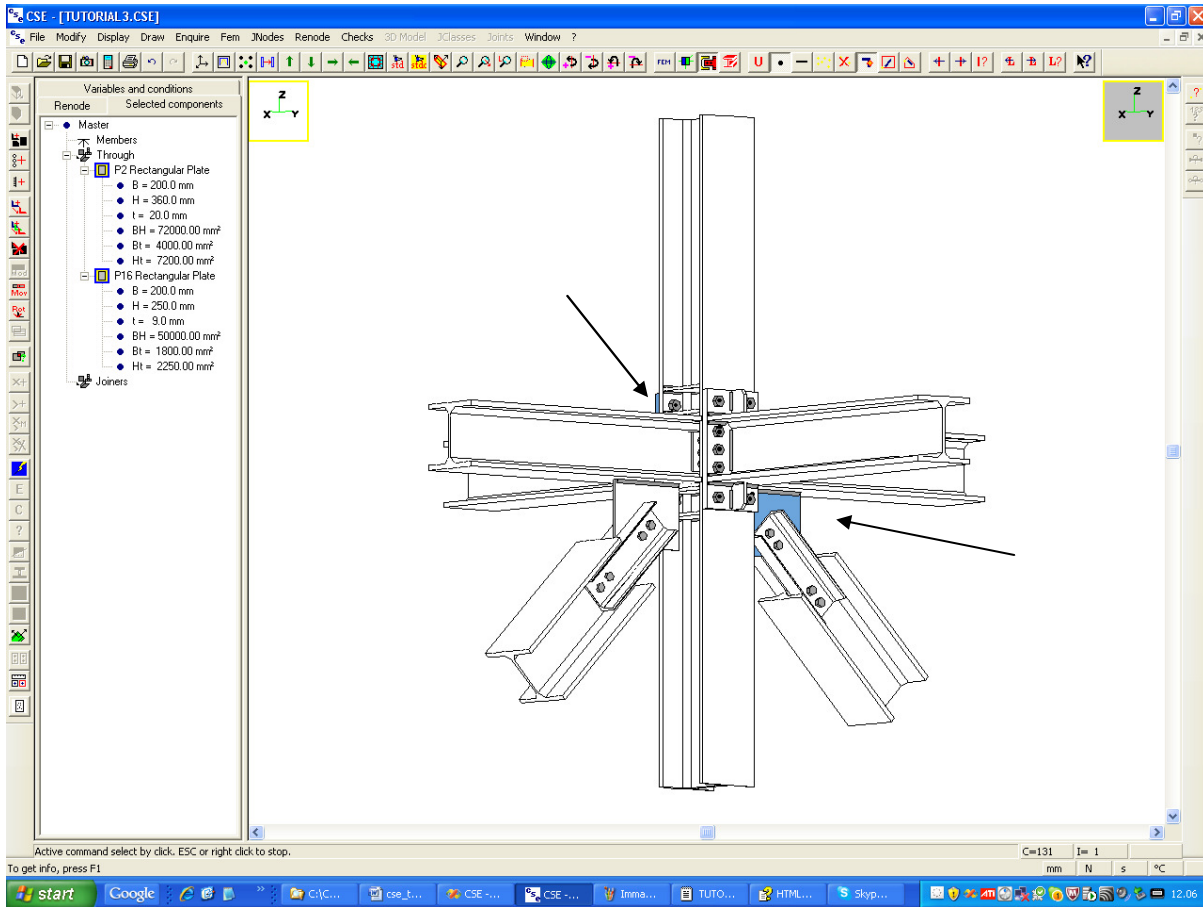 CSE - [TUTORIAL3.CSE]
File Modify Display Draw Enquire Fem JNodes Renode Checks 3D Model JClasses Joints Window ?
Variables and conditions
Renode Selected components
Master
Members
Through
P2 Rectangular Plate
B = 200.0 mm
H = 360.0 mm
t = 20.0 mm
BH = 72000.00 mm²
Bt = 4000.00 mm²
Ht = 7200.00 mm²
P16 Rectangular Plate
B = 200.0 mm
H = 250.0 mm
t = 9.0 mm
BH = 50000.00 mm²
Bt = 1800.00 mm²
Ht = 2250.00 mm²
Joiners
Z
X Y
Z
X Y
Active command select by click. ESC or right click to stop.
C=131 I= 1
To get info, press F1
mm N s °C
start Google C:\C... cse_t... CSE -... CSE -... Imma... TUTO... HTML... Skyp... 12.06